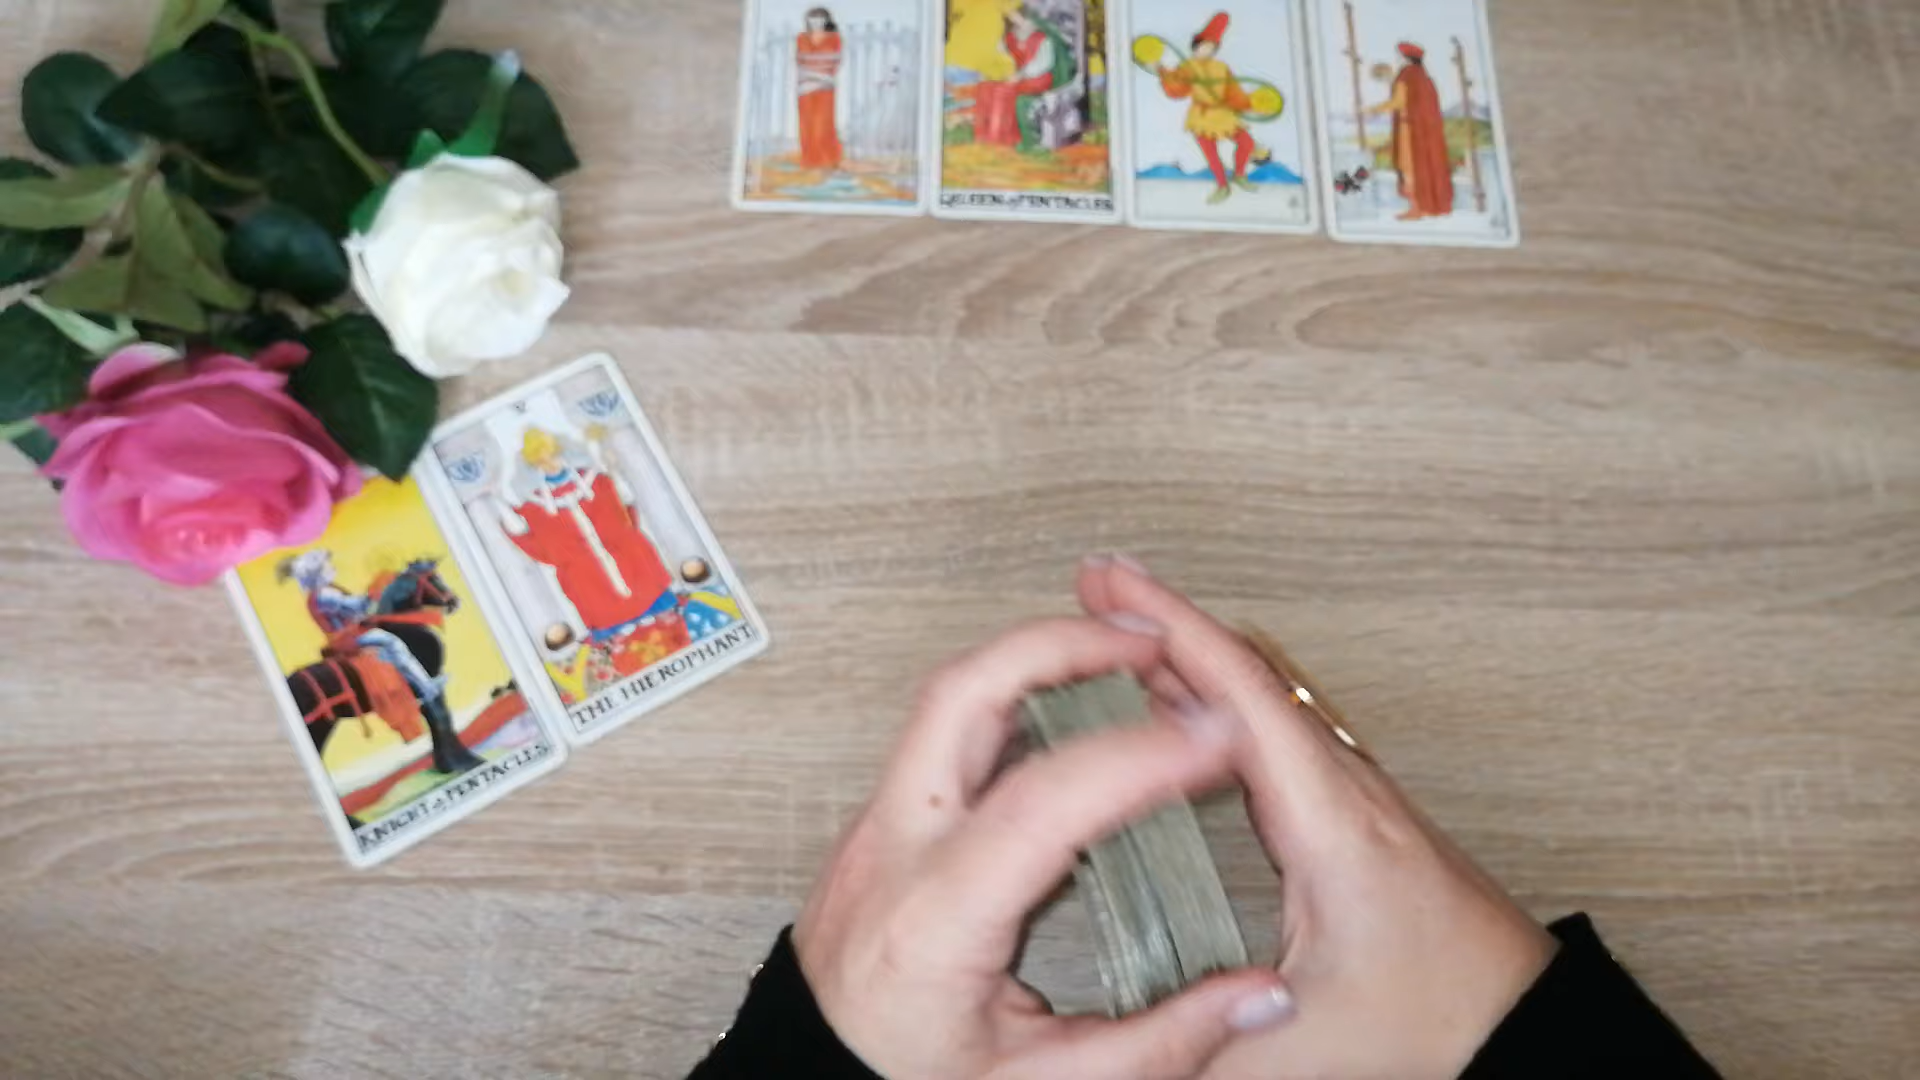 QUEEN of PENTACLES
V
THE HIEROPHANT
KNIGHT of PENTACLES